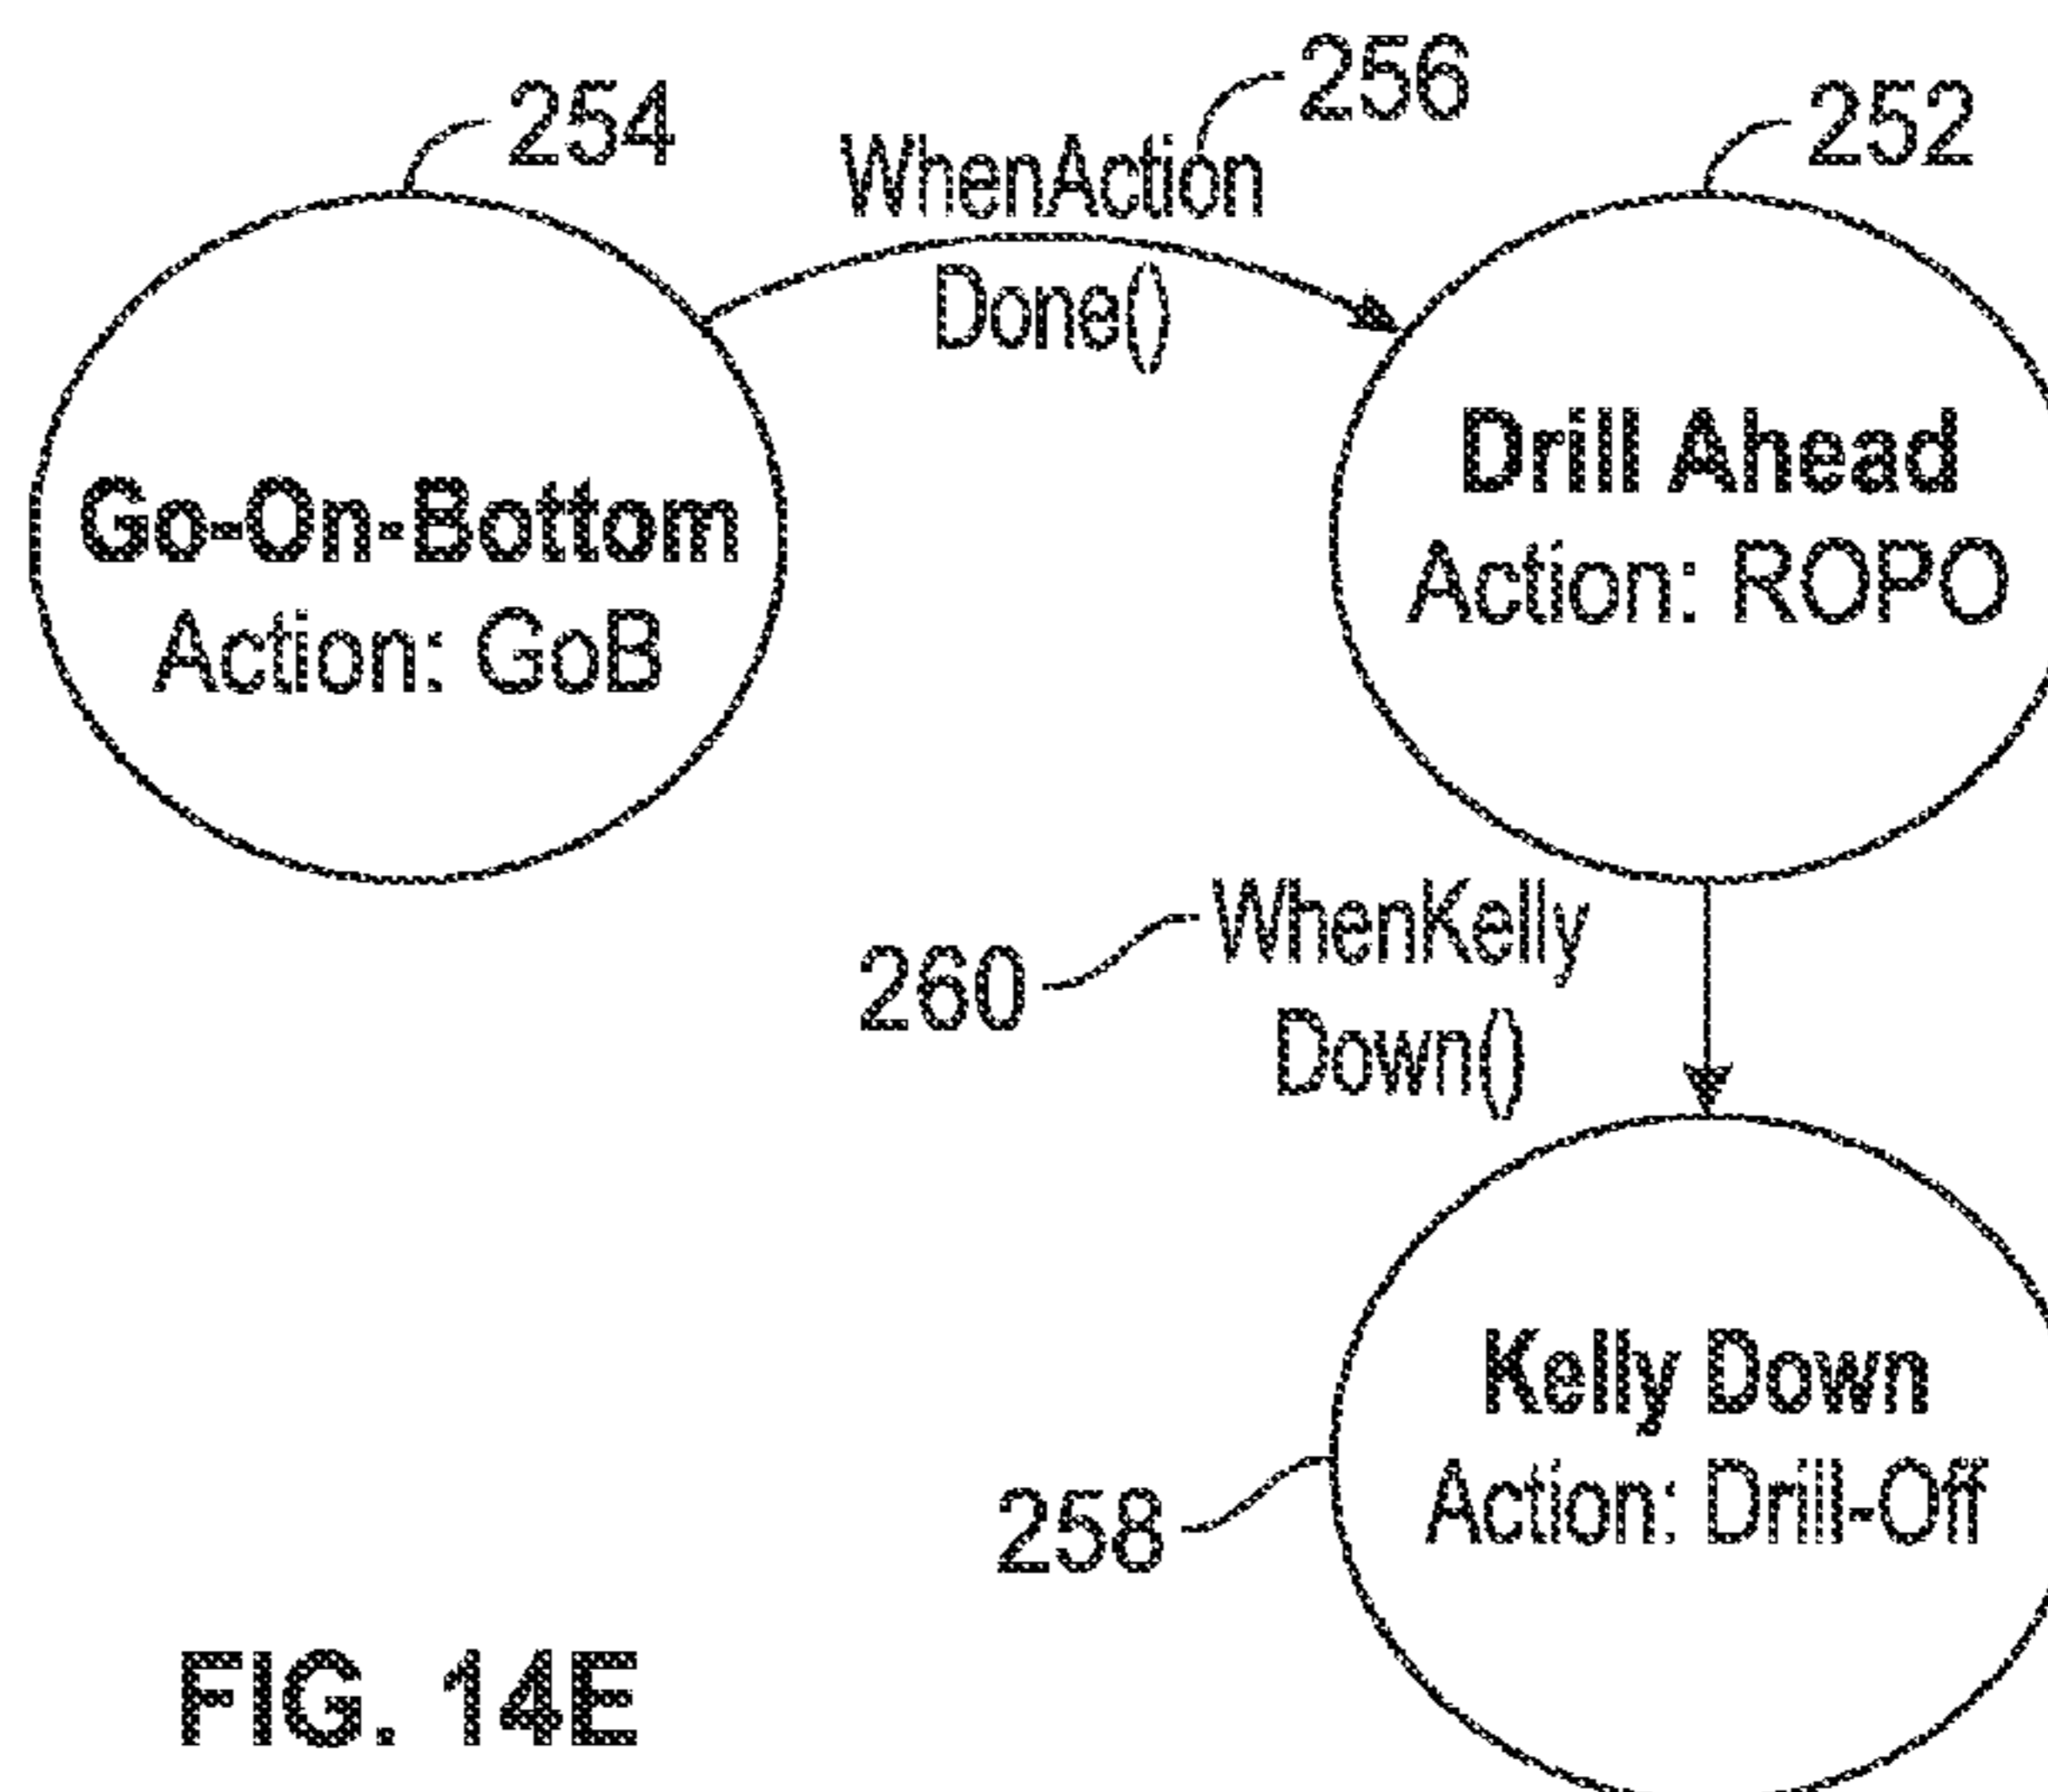 254
256
252
WhenAction
Done()
Go-On-Bottom
Action: GoB
Drill Ahead
Action: ROPO
260
WhenKelly
Down()
Kelly Down
Action: Drill-Off
258
FIG. 14E